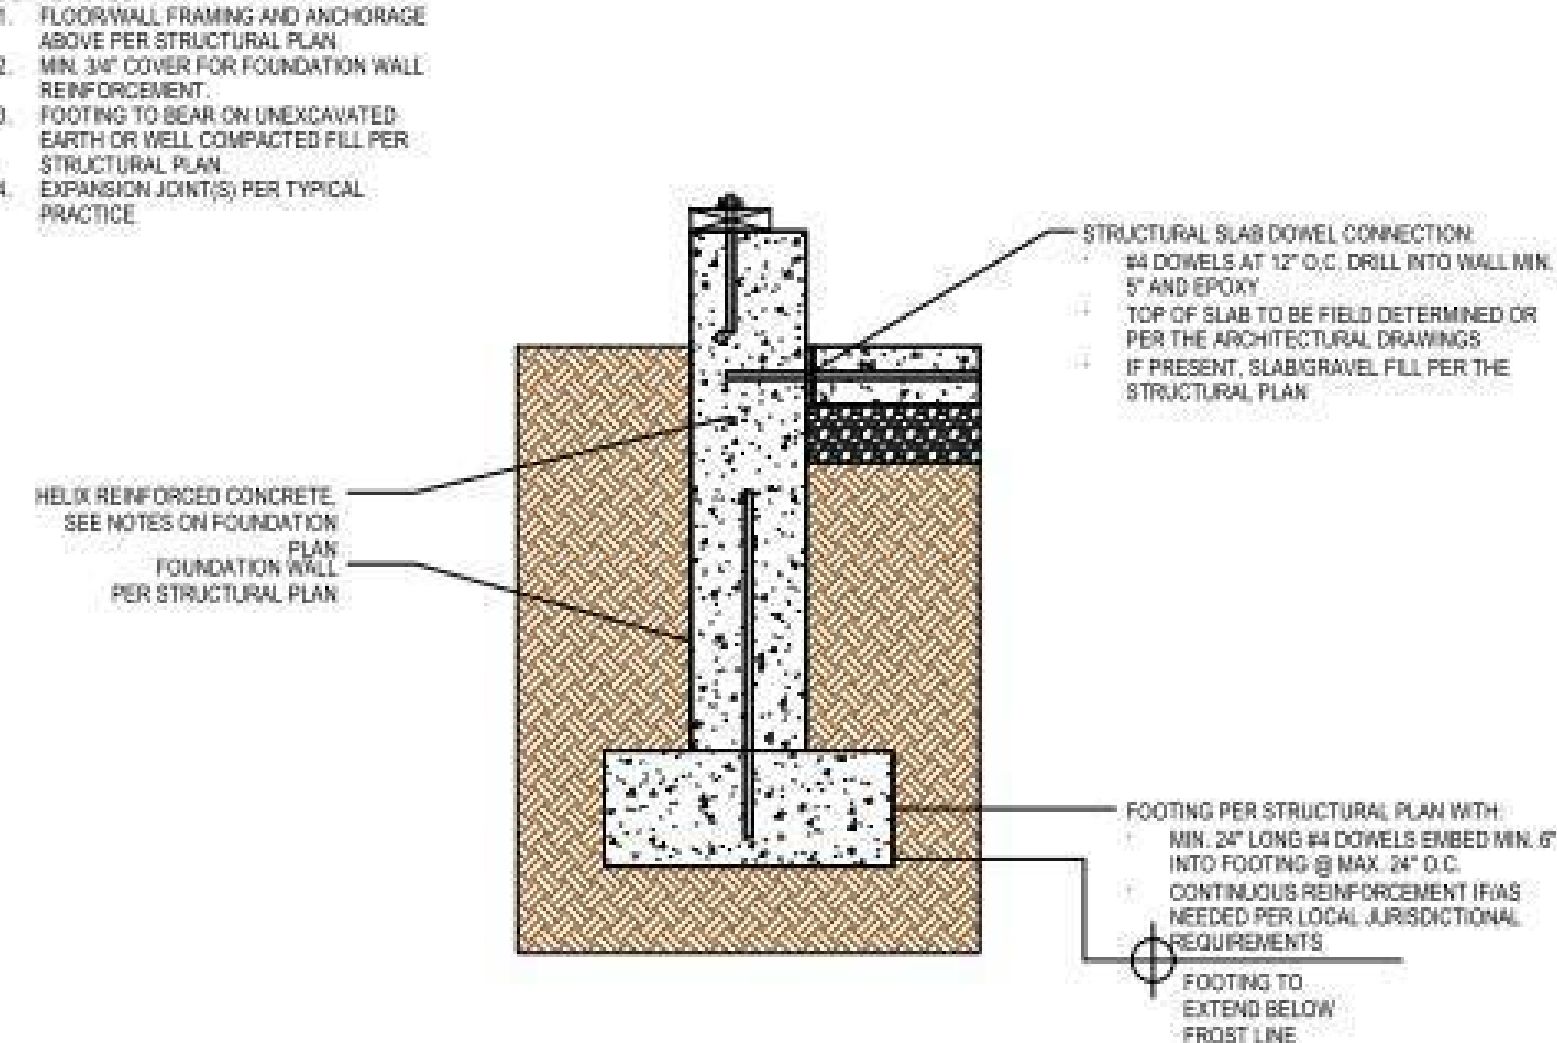 1. FLOOR/WALL FRAMING AND ANCHORAGE
ABOVE PER STRUCTURAL PLAN.
2. MIN. 3/4" COVER FOR FOUNDATION WALL
REINFORCEMENT.
3. FOOTING TO BEAR ON UNEXCAVATED
EARTH OR WELL COMPACTED FILL PER
STRUCTURAL PLAN.
4. EXPANSION JOINT(S) PER TYPICAL
PRACTICE
STRUCTURAL SLAB DOWEL CONNECTION:
#4 DOWELS AT 12" O.C. DRILL INTO WALL MIN.
5" AND EPOXY
TOP OF SLAB TO BE FIELD DETERMINED OR
PER THE ARCHITECTURAL DRAWINGS
IF PRESENT, SLAB/GRAVEL FILL PER THE
STRUCTURAL PLAN
HELIX REINFORCED CONCRETE.
SEE NOTES ON FOUNDATION
PLAN
FOUNDATION WALL
PER STRUCTURAL PLAN
FOOTING PER STRUCTURAL PLAN WITH:
MIN. 24" LONG #4 DOWELS EMBED MIN. 6"
INTO FOOTING @ MAX. 24" O.C.
CONTINUOUS REINFORCEMENT IF/AS
NEEDED PER LOCAL JURISDICTIONAL
REQUIREMENTS
FOOTING TO
EXTEND BELOW
FROST LINE